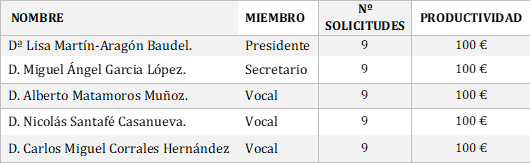 NOMBRE MIEMBRO Nº SOLICITUDES PRODUCTIVIDAD
Dª Lisa Martín-Aragón Baudel. Presidente 9 100 €
D. Miguel Ángel Garcia López. Secretario 9 100 €
D. Alberto Matamoros Muñoz. Vocal 9 100 €
D. Nicolás Santafé Casanueva. Vocal 9 100 €
D. Carlos Miguel Corrales Hernández Vocal 9 100 €